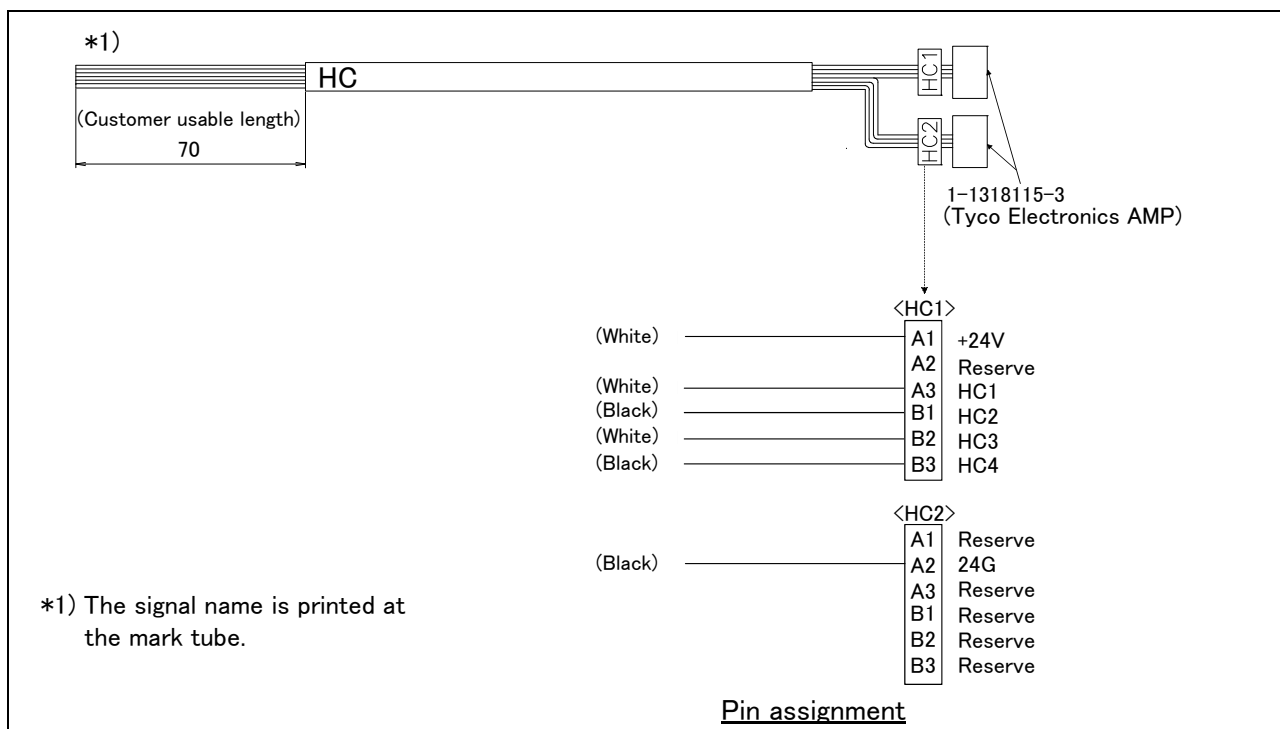 *1)
HC
HC1
(Customer usable length)
70
HC2
1-1318115-3
(Tyco Electronics AMP)
<HC1>
(White) A1 +24V
A2 Reserve
(White) A3 HC1
(Black) B1 HC2
(White) B2 HC3
(Black) B3 HC4
<HC2>
A1 Reserve
(Black) A2 24G
A3 Reserve
B1 Reserve
B2 Reserve
B3 Reserve
*1) The signal name is printed at
the mark tube.
Pin assignment